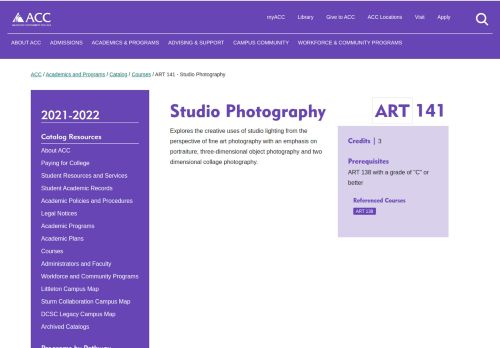 ACC
myACC Library Give to ACC ACC Locations Visit Apply
ABOUT ACC ADMISSIONS ACADEMICS & PROGRAMS ADVISING & SUPPORT CAMPUS COMMUNITY WORKFORCE & COMMUNITY PROGRAMS
ACC / Academics and Programs / Catalog / Courses / ART 141 - Studio Photography
2021-2022
Catalog Resources
About ACC
Paying for College
Student Resources and Services
Student Academic Records
Academic Policies and Procedures
Legal Notices
Academic Programs
Academic Plans
Courses
Administrators and Faculty
Workforce and Community Programs
Littleton Campus Map
Sturm Collaboration Campus Map
DCSC Legacy Campus Map
Archived Catalogs
Studio Photography
Explores the creative uses of studio lighting from the
perspective of fine art photography with an emphasis on
portraiture, three-dimensional object photography and two
dimensional collage photography.
ART 141
Credits | 3
Prerequisites
ART 138 with a grade of "C" or
better
Referenced Courses
ART 138